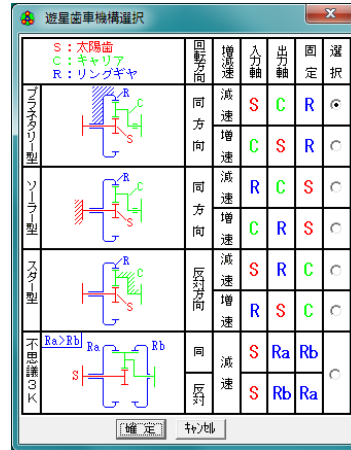 遊星歯車機構選択
S：太陽歯
C：キャリア
R：リングギヤ
回転方向
増減速
入力軸
出力軸
固定
選択
プラネタリー型
R
C
S
同方向
減速
S
C
R
増速
C
S
R
ソーラー型
R
C
S
同方向
減速
R
C
S
増速
C
R
S
スター型
R
C
S
反対方向
減速
S
R
C
増速
R
S
C
不思議3K
Ra>Rb
Ra
Rb
S
同
反対
減速
S
Ra
Rb
S
Rb
Ra
確 定
ｷｬﾝｾﾙ